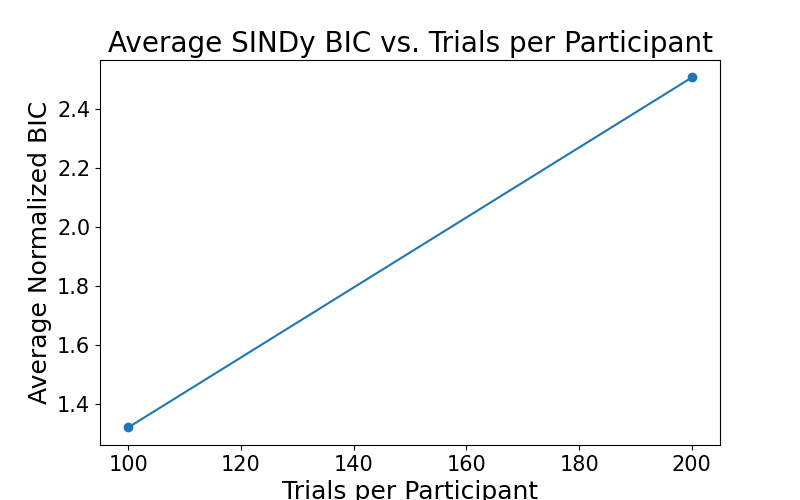 Average SINDy BIC vs. Trials per Participant
Average Normalized BIC
2.4
2.2
2.0
1.8
1.6
1.4
100 120 140 160 180 200
Trials per Participant